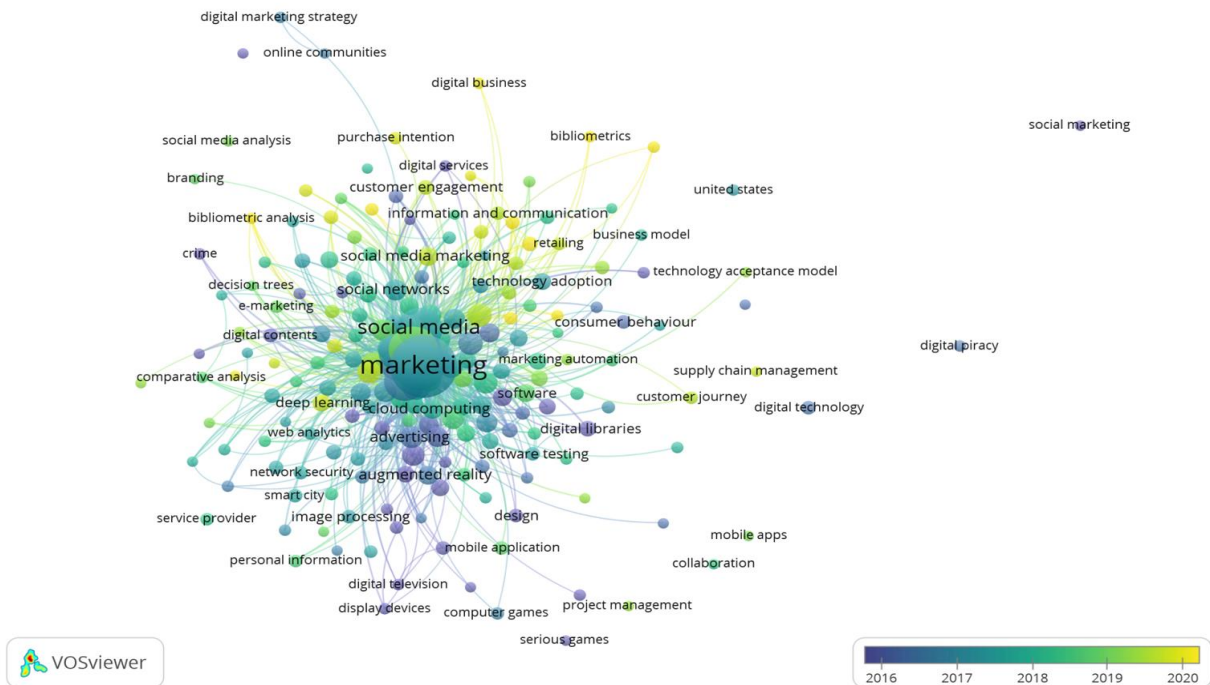 digital marketing strategy
online communities
digital business
social marketing
social media analysis
purchase intention
bibliometrics
digital services
branding
customer engagement
united states
bibliometric analysis
information and communication
business model
retailing
crime
social media marketing
technology acceptance model
decision trees
social networks
technology adoption
e-marketing
digital contents
social media
consumer behaviour
digital piracy
marketing
marketing automation
supply chain management
comparative analysis
deep learning
cloud computing
software
customer journey
digital technology
web analytics
advertising
digital libraries
software testing
network security
augmented reality
smart city
service provider
image processing
design
mobile apps
personal information
mobile application
collaboration
digital television
display devices
computer games
project management
serious games
VOSviewer
2016 2017 2018 2019 2020